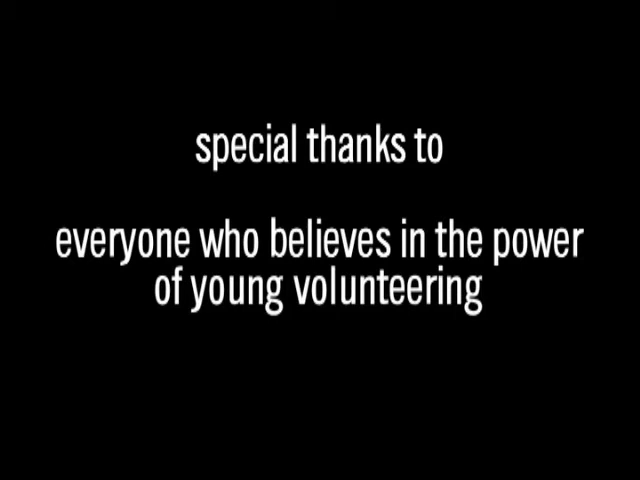 special thanks to
everyone who believes in the power
of young volunteering